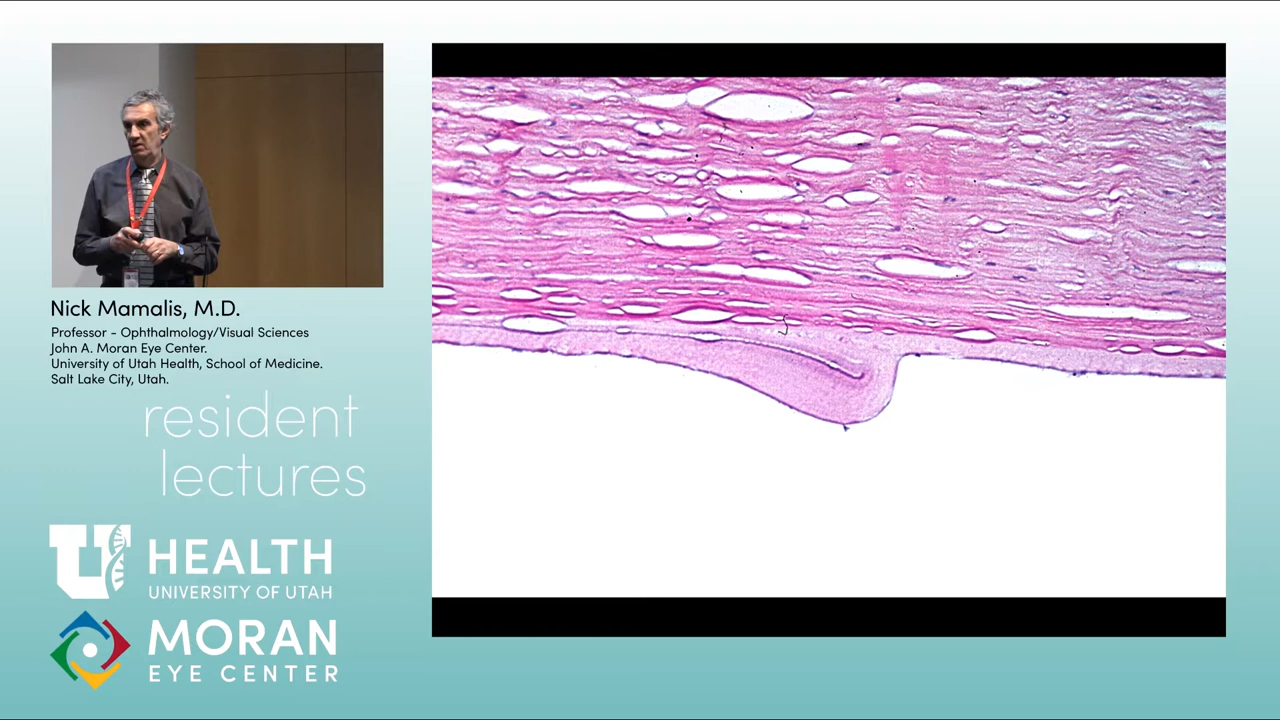 Nick Mamalis, M.D.
Professor - Ophthalmology/Visual Sciences
John A. Moran Eye Center.
University of Utah Health, School of Medicine.
Salt Lake City, Utah.
resident
lectures
U HEALTH
UNIVERSITY OF UTAH
MORAN
EYE CENTER